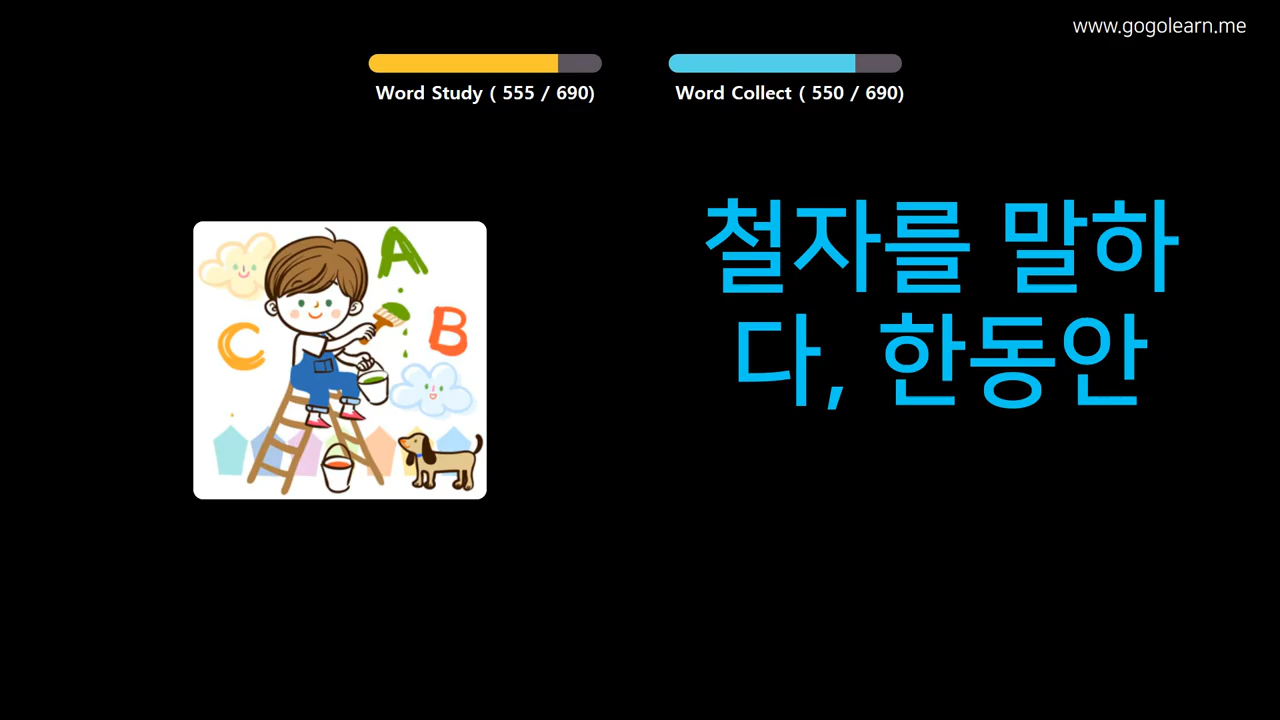 www.gogolearn.me
Word Study ( 555 / 690)
Word Collect ( 550 / 690)
철자를 말하
다, 한동안
A
B
C